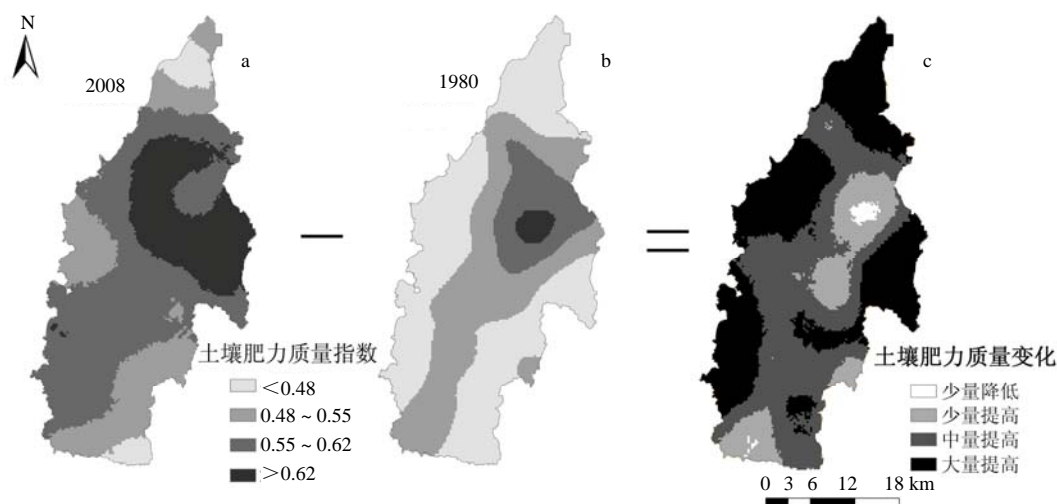 N
a
2008
土壤肥力质量指数
<0.48
0.48 ~ 0.55
0.55 ~ 0.62
>0.62
b
1980
c
土壤肥力质量变化
少量降低
少量提高
中量提高
大量提高
0 3 6 12 18 km